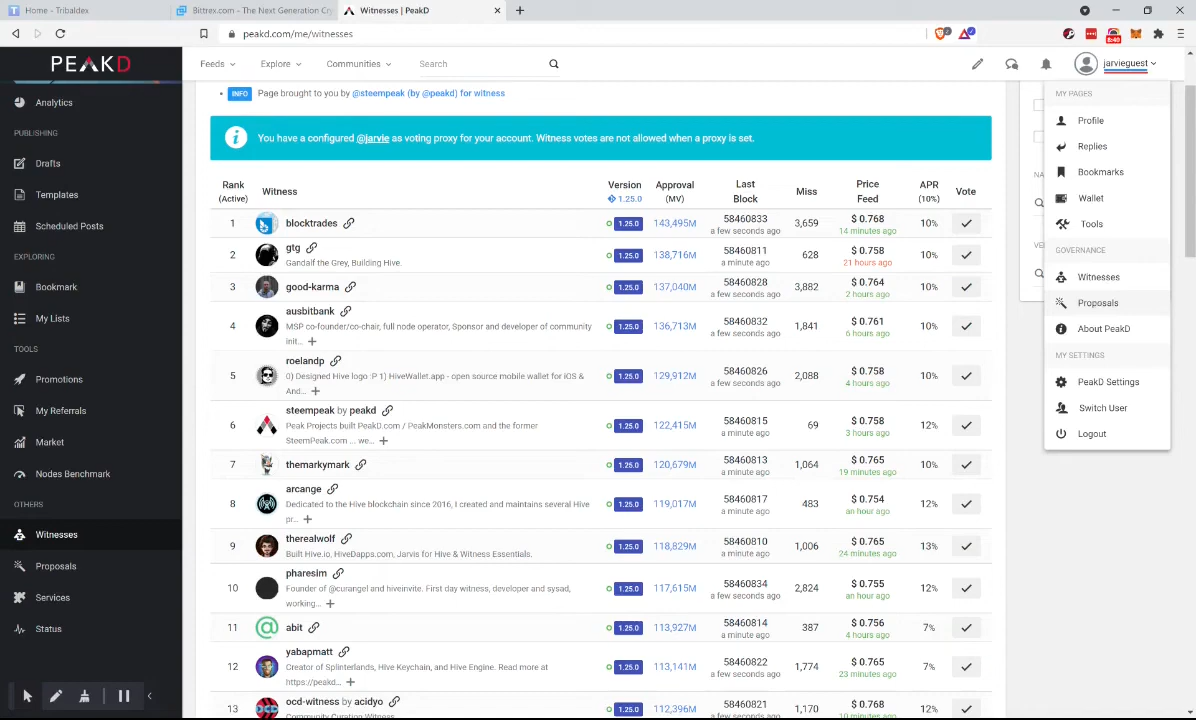 Home - Tribaldex
Bittrex.com - The Next Generation Cr
Witnesses | PeakD
peakd.com/me/witnesses
8:40
PEAKD
Feeds
Explore
Communities
Search
jarvieguest
Analytics
PUBLISHING
Drafts
Templates
Scheduled Posts
EXPLORING
Bookmark
My Lists
TOOLS
Promotions
My Referrals
Market
Nodes Benchmark
OTHERS
Witnesses
Proposals
Services
Status
INFO Page brought to you by @steempeak (by @peakd) for witness
You have a configured @jarvie as voting proxy for your account. Witness votes are not allowed when a proxy is set.
Rank (Active) Witness Version 1.25.0 Approval (MV) Last Block Miss Price Feed APR (10%) Vote
1 blocktrades 1.25.0 143,495M 58460833 a few seconds ago 3,659 $ 0.768 14 minutes ago 10%
2 gtg Gandalf the Grey, Building Hive. 1.25.0 138,716M 58460811 a minute ago 628 $ 0.758 21 hours ago 10%
3 good-karma 1.25.0 137,040M 58460828 a few seconds ago 3,882 $ 0.764 2 hours ago 10%
4 ausbitbank 1.25.0 136,713M 58460832 a few seconds ago 1,841 $ 0.761 6 hours ago 10%
MSP co-founder/co-chair, full node operator, Sponsor and developer of community
init...
5 roelandp 1.25.0 129,912M 58460826 a few seconds ago 2,088 $ 0.758 4 hours ago 10%
0) Designed Hive logo :P 1) HiveWallet.app - open source mobile wallet for iOS &
And...
6 steempeak by peakd 1.25.0 122,415M 58460815 a minute ago 69 $ 0.758 3 hours ago 12%
Peak Projects built PeakD.com / PeakMonsters.com and the former
SteemPeak.com ... we...
7 themarkymark 1.25.0 120,679M 58460813 a minute ago 1,064 $ 0.765 19 minutes ago 10%
8 arcange 1.25.0 119,017M 58460817 a minute ago 483 $ 0.754 an hour ago 12%
Dedicated to the Hive blockchain since 2016, I created and maintains several Hive
pr...
9 therealwolf 1.25.0 118,829M 58460810 a minute ago 1,006 $ 0.765 24 minutes ago 13%
Built Hive.io, HiveDapps.com, Jarvis for Hive & Witness Essentials.
10 pharesim 1.25.0 117,615M 58460834 a few seconds ago 2,824 $ 0.755 an hour ago 12%
Founder of @curangel and hiveinvite. First day witness, developer and sysad,
working...
11 abit 1.25.0 113,927M 58460814 a minute ago 387 $ 0.756 4 hours ago 7%
12 yabapmatt 1.25.0 113,141M 58460822 a few seconds ago 1,774 $ 0.765 23 minutes ago 7%
Creator of Splinterlands, Hive Keychain, and Hive Engine. Read more at
https://peakd...
13 ocd-witness by acidyo 1.25.0 112,396M 58460821 a few seconds ago 1,170 $ 0.768 10 minutes ago 12%
Community Curation Witness
MY PAGES
Profile
Replies
Bookmarks
Wallet
Tools
GOVERNANCE
Witnesses
Proposals
About PeakD
MY SETTINGS
PeakD Settings
Switch User
Logout
NA
VE